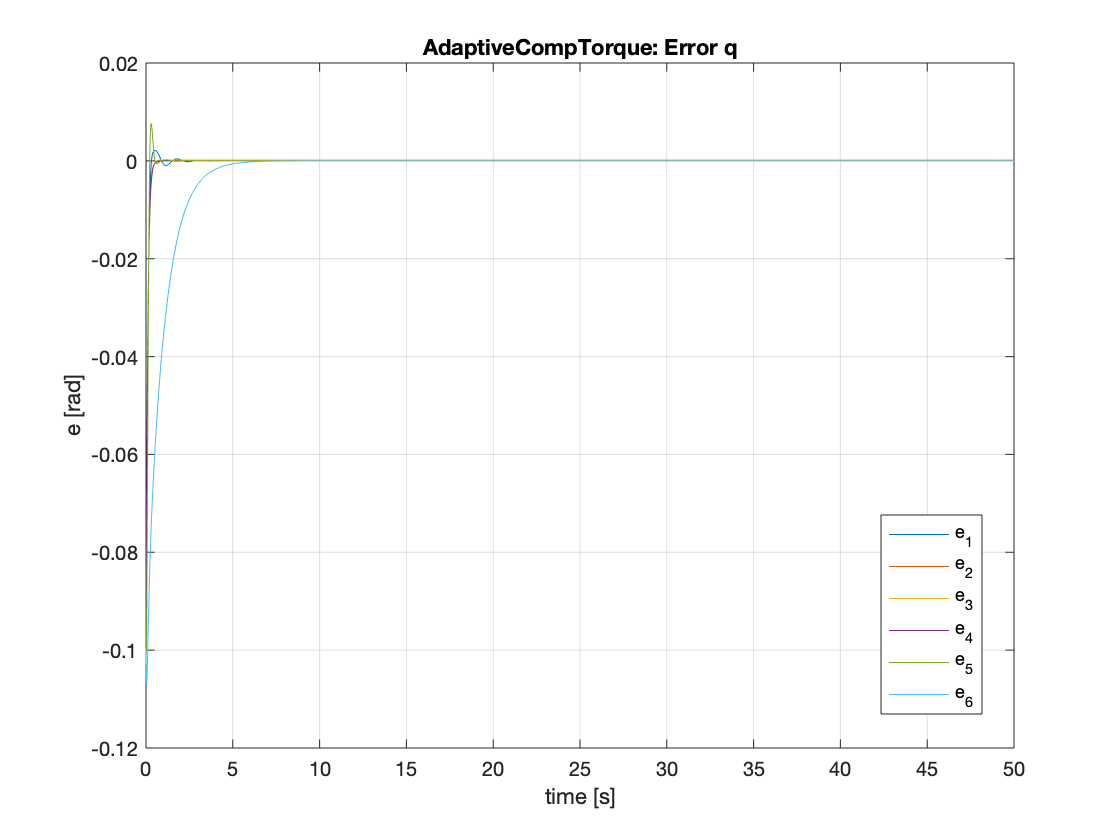 AdaptiveCompTorque: Error q
0.02
0
-0.02
-0.04
-0.06
-0.08
-0.1
-0.12
e [rad]
0 5 10 15 20 25 30 35 40 45 50
time [s]
e1
e2
e3
e4
e5
e6